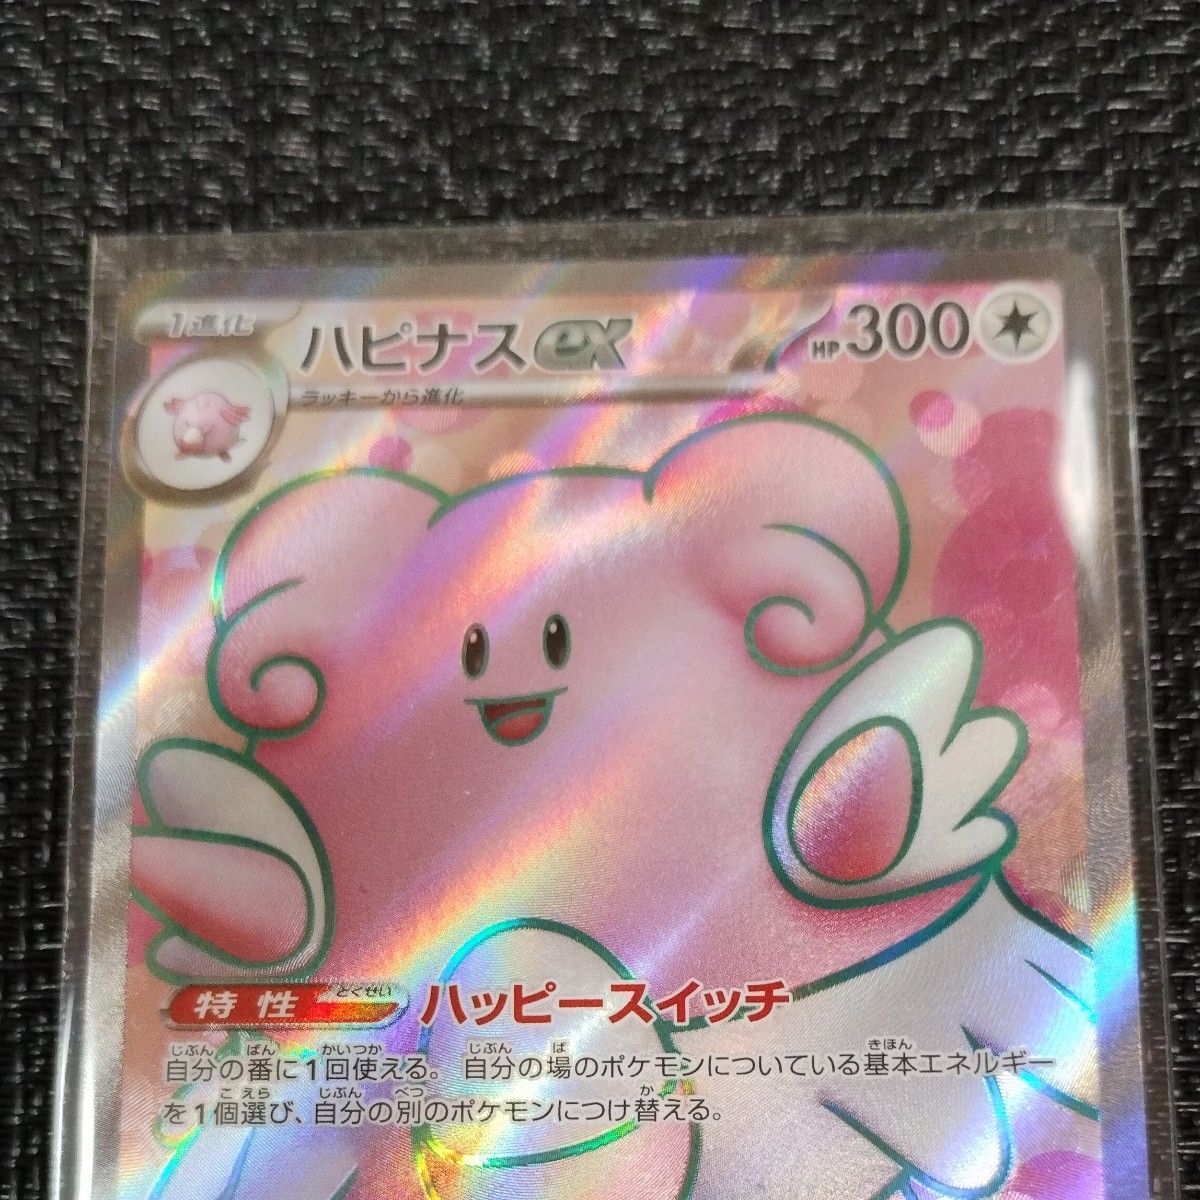 1進化
ハピナスex
HP 300
ラッキーから進化
特性 とくせい ハッピースイッチ
自分の番に1回使える。自分の場のポケモンについている基本エネルギー
を1個選び、自分の別のポケモンにつけ替える。